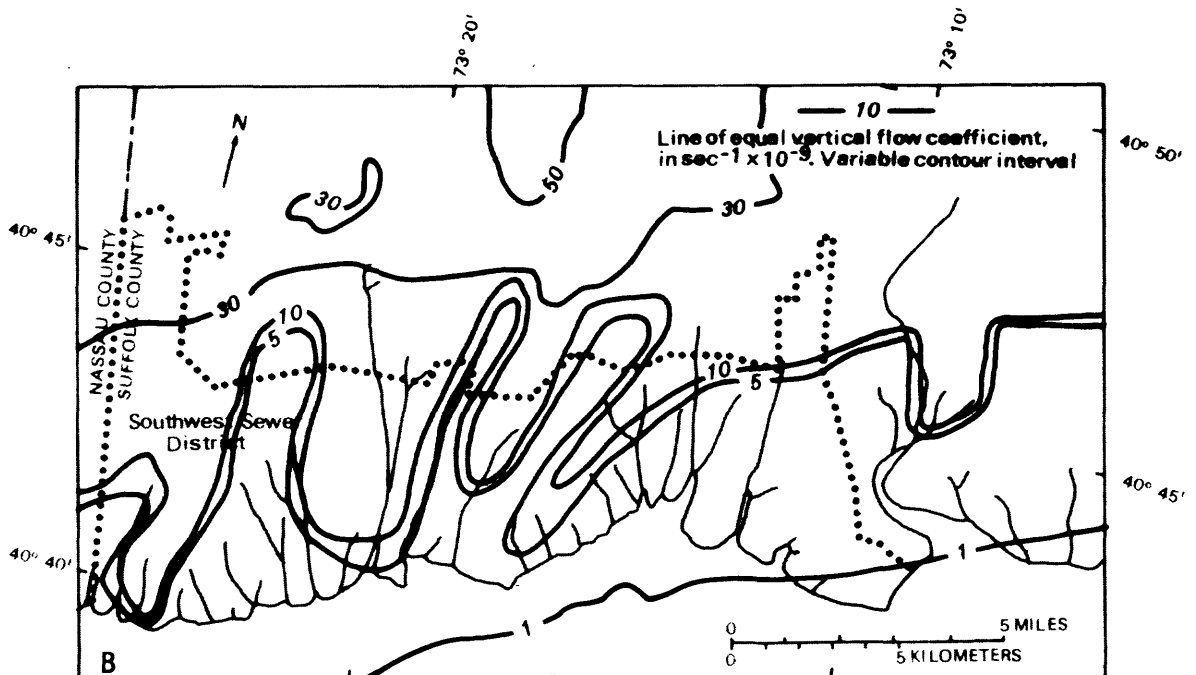 73° 20'
73° 10'
N
10
Line of equal vertical flow coefficient,
in sec⁻¹ x 10⁻⁹. Variable contour interval
40° 50'
50
30
30
40° 45'
NASSAU COUNTY
SUFFOLK COUNTY
30
10
5
10
5
Southwest Sewer
District
40° 45'
40° 40'
1
1
0
5 MILES
0
5 KILOMETERS
B